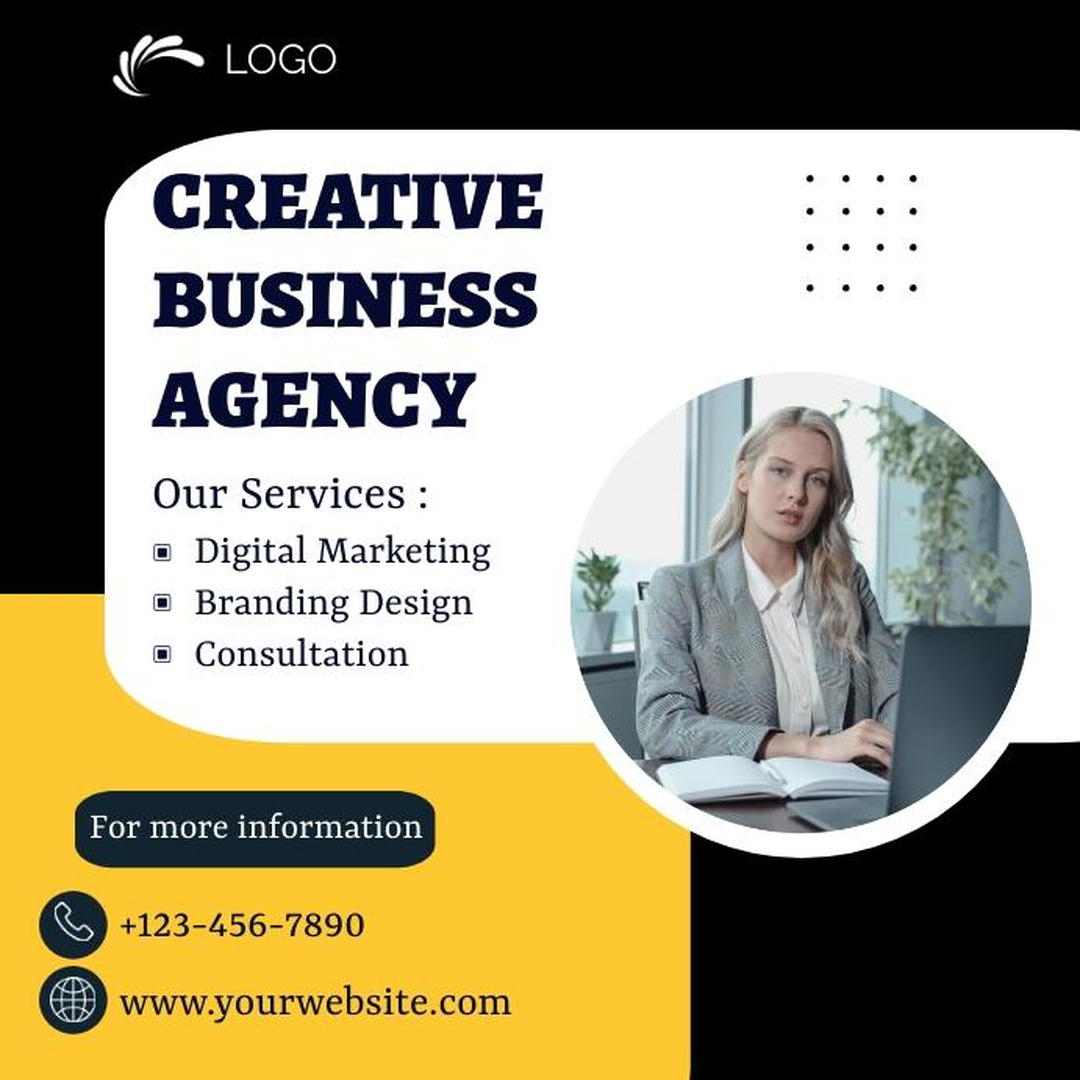 LOGO
CREATIVE
BUSINESS
AGENCY
Our Services :
Digital Marketing
Branding Design
Consultation
For more information
+123-456-7890
www.yourwebsite.com